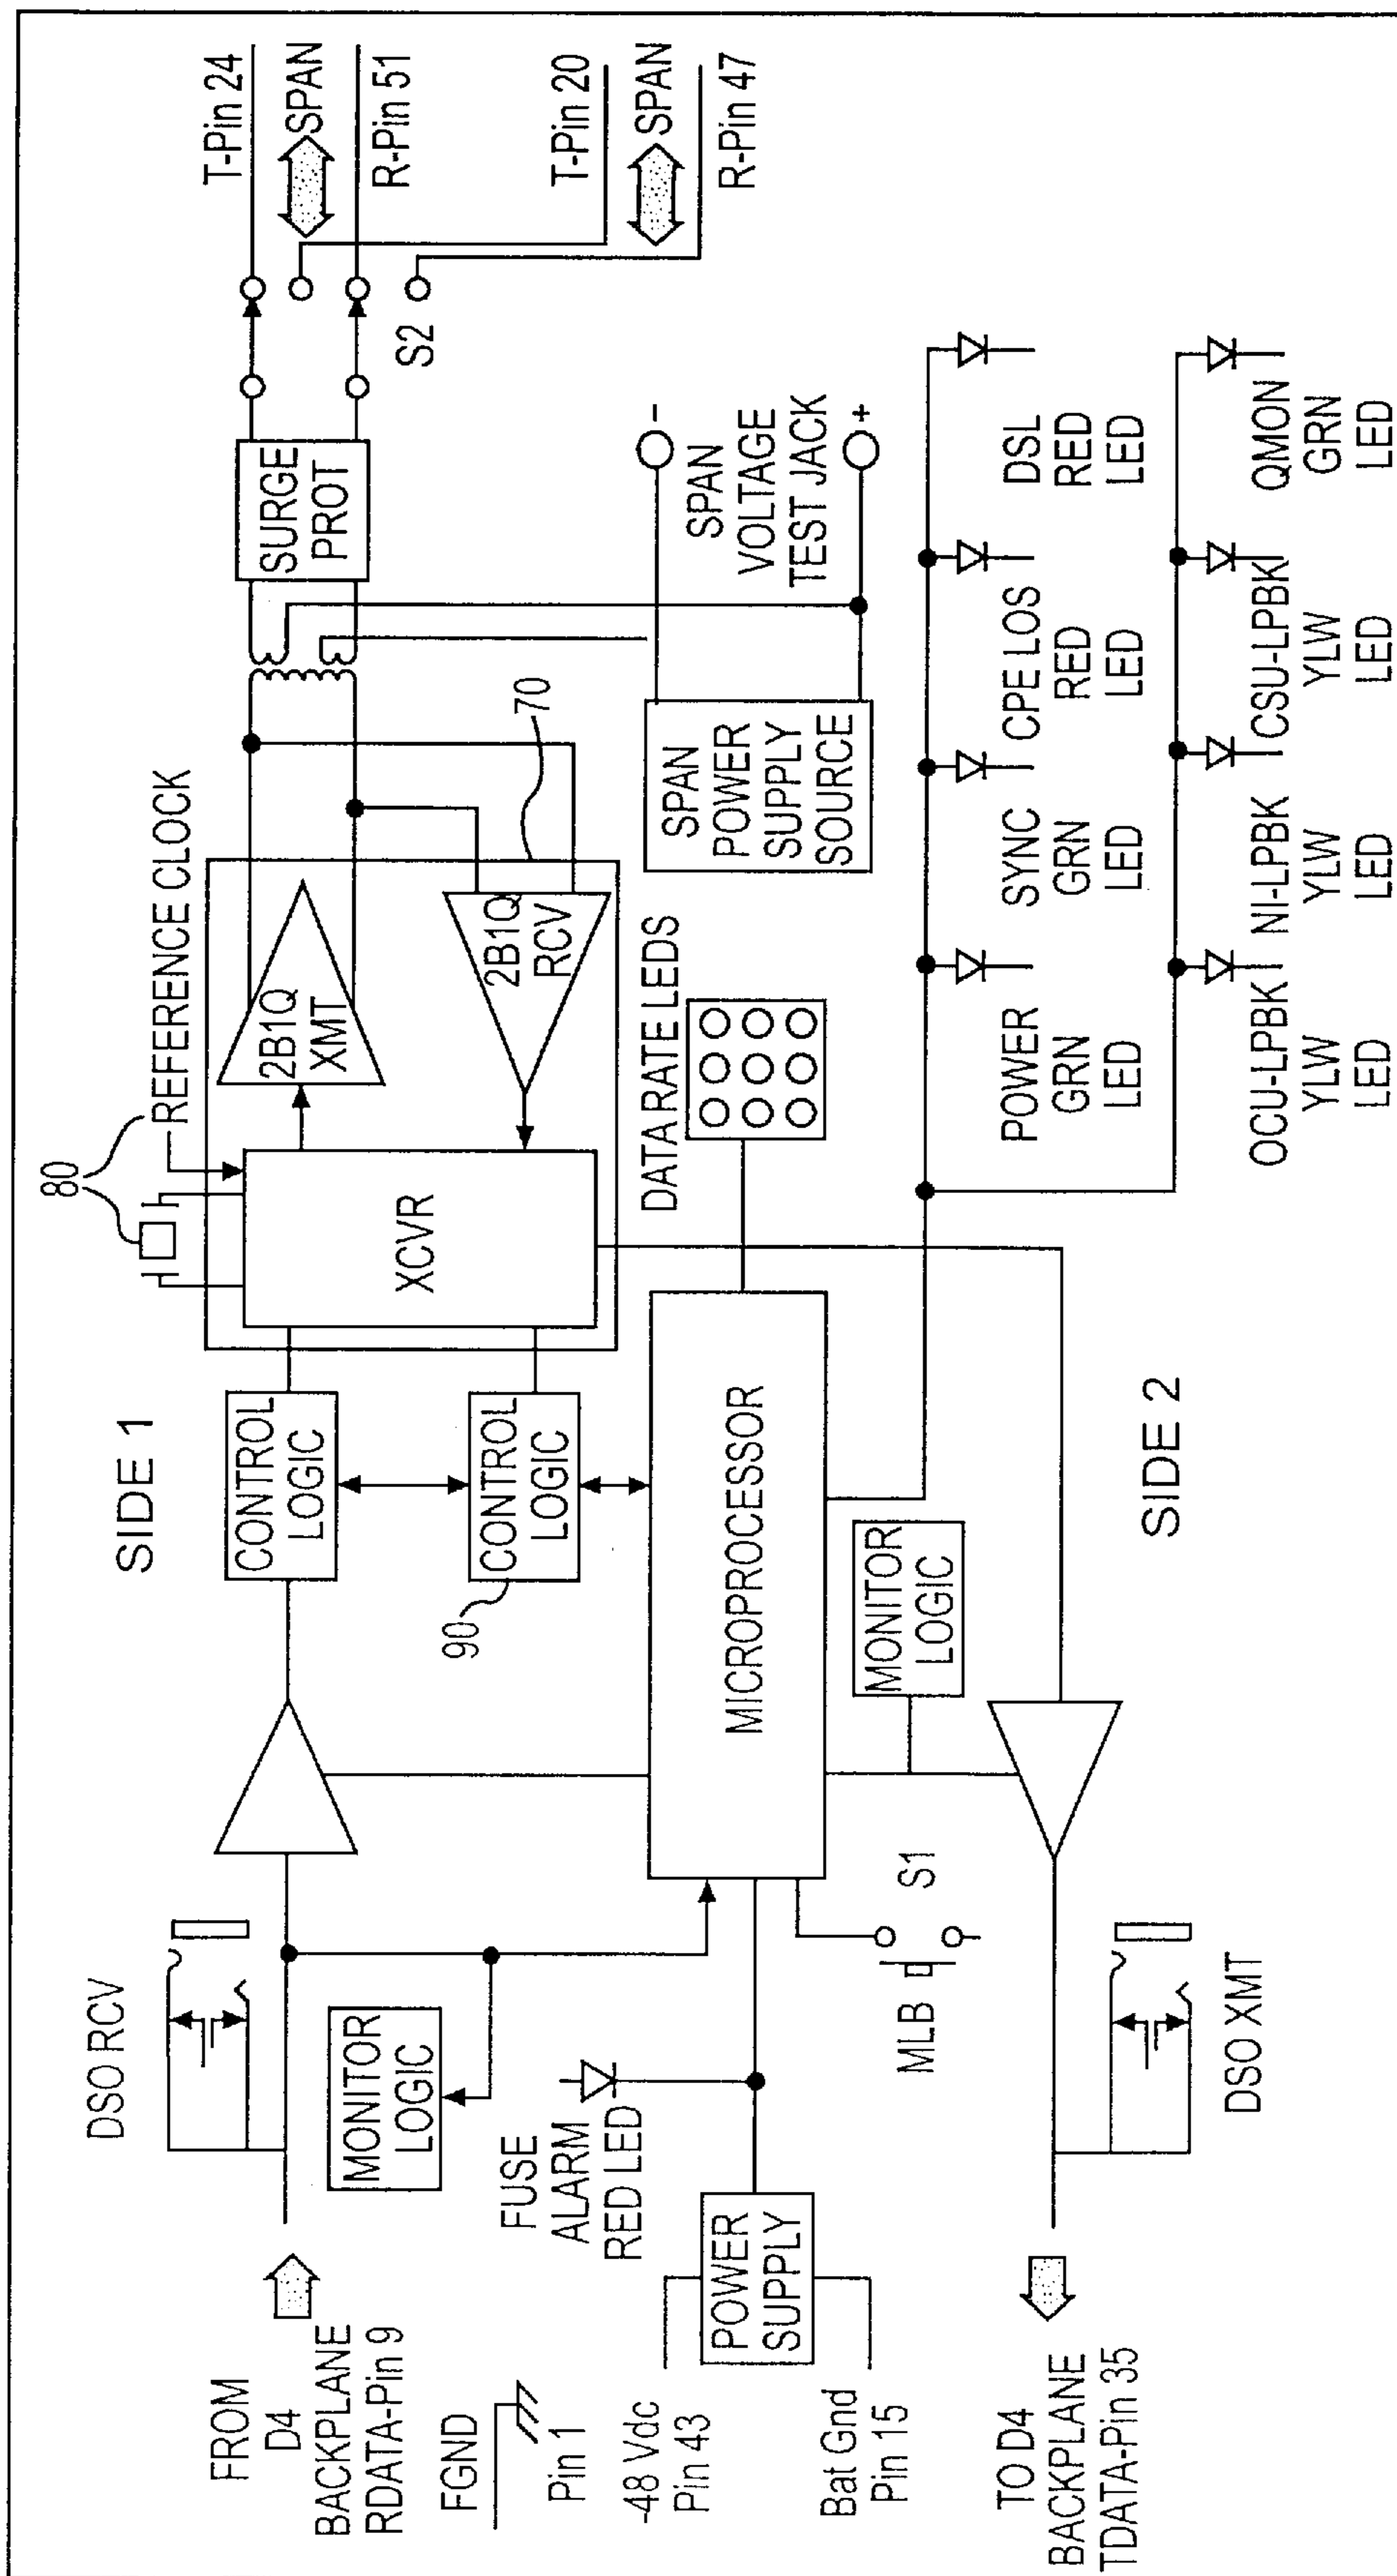 SIDE 1
80
REFERENCE CLOCK
T-Pin 24
SPAN
R-Pin 51
T-Pin 20
SPAN
R-Pin 47
S2
SURGE
PROT
DSO RCV
FROM
D4
BACKPLANE
RDATA-Pin 9
MONITOR
LOGIC
CONTROL
LOGIC
CONTROL
LOGIC
90
XCVR
2B1Q
XMT
2B1Q
RCV
70
FGND
Pin 1
-48 Vdc
Pin 43
POWER
SUPPLY
Bat Gnd
Pin 15
FUSE
ALARM
RED LED
MICROPROCESSOR
DATA RATE LEDS
SPAN
POWER
SUPPLY
SOURCE
-
SPAN
VOLTAGE
TEST JACK
+
MLB
S1
MONITOR
LOGIC
TO D4
BACKPLANE
TDATA-Pin 35
DSO XMT
SIDE 2
POWER
GRN
LED
SYNC
GRN
LED
CPE LOS
RED
LED
DSL
RED
LED
OCU-LPBK
YLW
LED
NI-LPBK
YLW
LED
CSU-LPBK
YLW
LED
QMON
GRN
LED